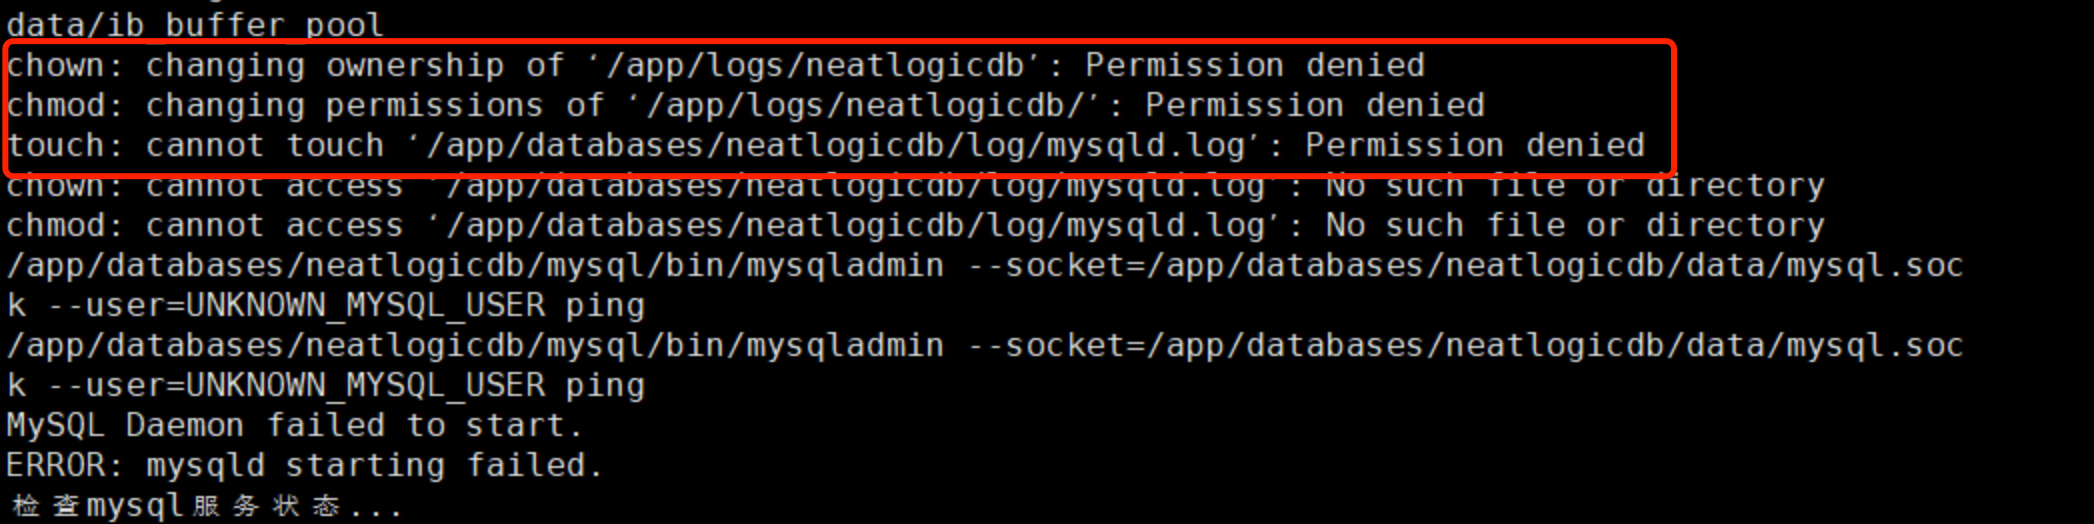 data/ib_buffer_pool
chown: changing ownership of ‘/app/logs/neatlogicdb’: Permission denied
chmod: changing permissions of ‘/app/logs/neatlogicdb/’: Permission denied
touch: cannot touch ‘/app/databases/neatlogicdb/log/mysqld.log’: Permission denied
chown: cannot access ‘/app/databases/neatlogicdb/log/mysqld.log’: No such file or directory
chmod: cannot access ‘/app/databases/neatlogicdb/log/mysqld.log’: No such file or directory
/app/databases/neatlogicdb/mysql/bin/mysqladmin --socket=/app/databases/neatlogicdb/data/mysql.soc
k --user=UNKNOWN_MYSQL_USER ping
/app/databases/neatlogicdb/mysql/bin/mysqladmin --socket=/app/databases/neatlogicdb/data/mysql.soc
k --user=UNKNOWN_MYSQL_USER ping
MySQL Daemon failed to start.
ERROR: mysqld starting failed.
检查mysql服务状态...